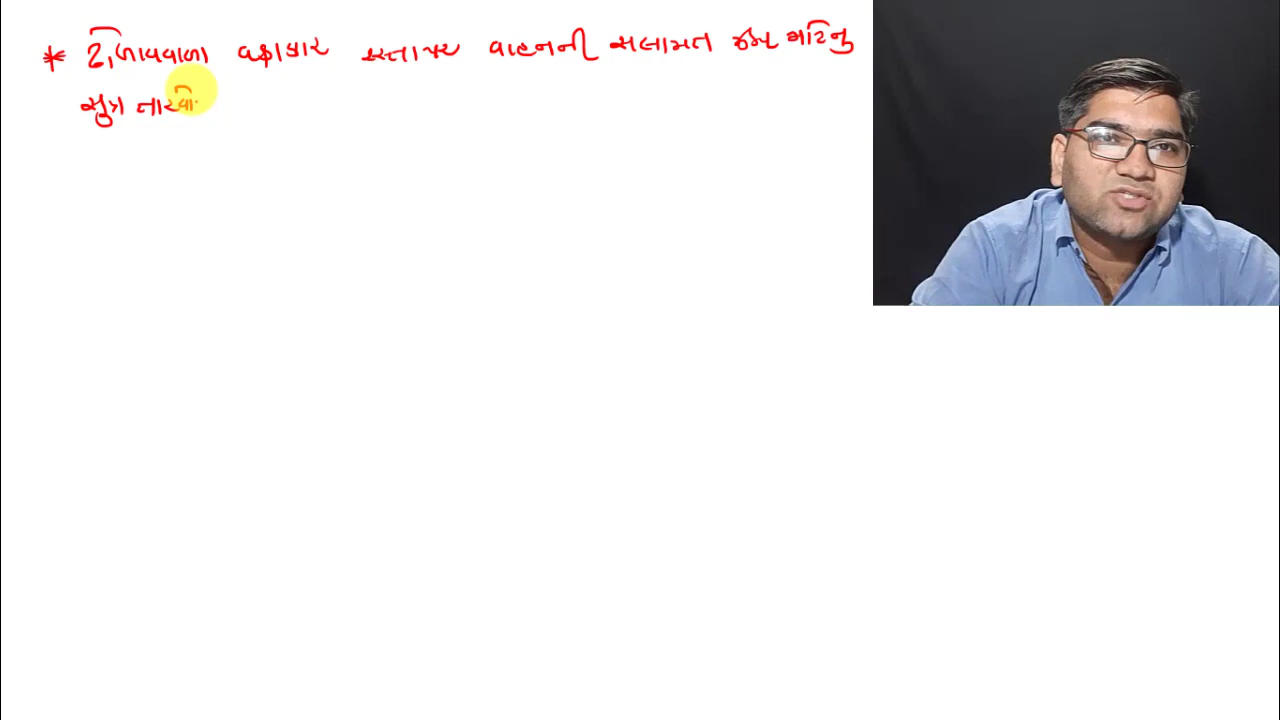 * ઢોળાવવાળા વક્રાકાર રસ્તા પર વાહનની સલામત ઝડપ માટેનુ
સુત્ર તારવો.